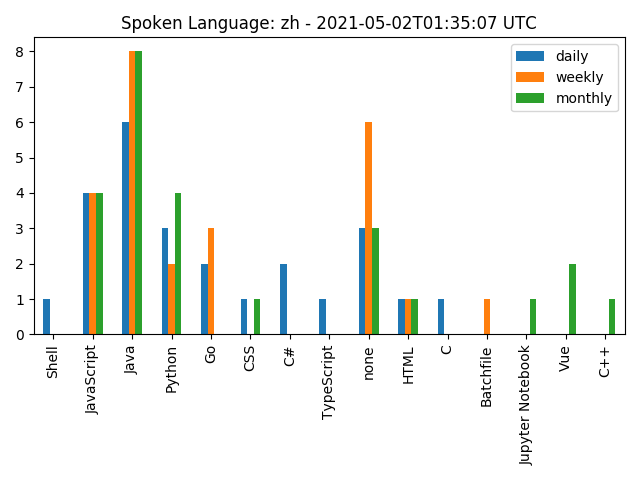 Spoken Language: zh - 2021-05-02T01:35:07 UTC
daily
weekly
monthly
8
7
6
5
4
3
2
1
0
Shell
JavaScript
Java
Python
Go
CSS
C#
TypeScript
none
HTML
C
Batchfile
Jupyter Notebook
Vue
C++